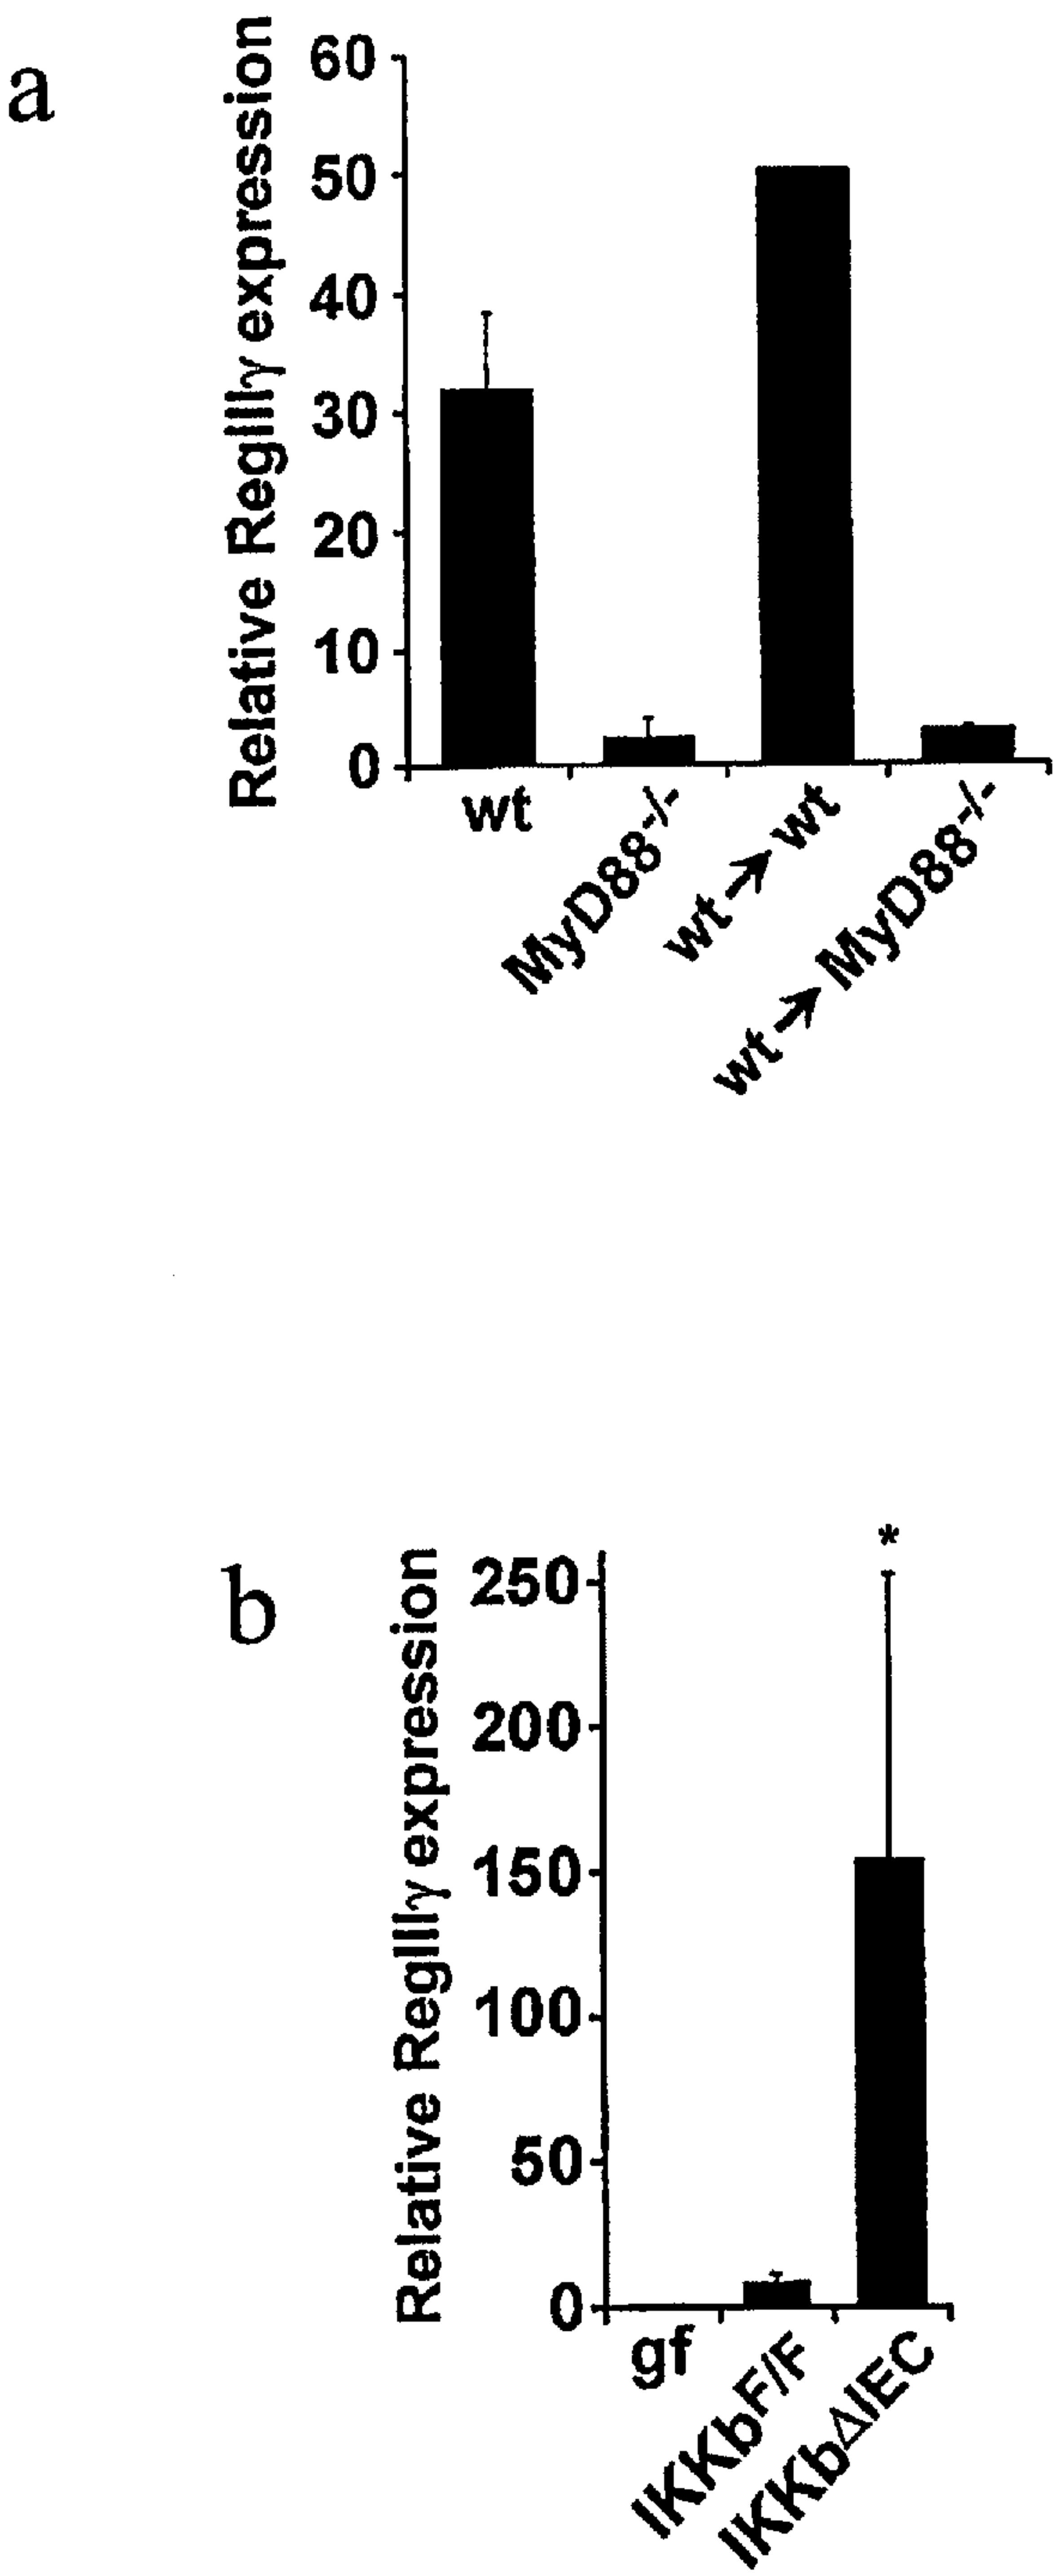 a
Relative RegIIIγ expression
60
50
40
30
20
10
0
wt
MyD88-/-
wt → wt
wt → MyD88-/-
b
*
Relative RegIIIγ expression
250
200
150
100
50
0
gf
IKKbF/F
IKKbΔIEC